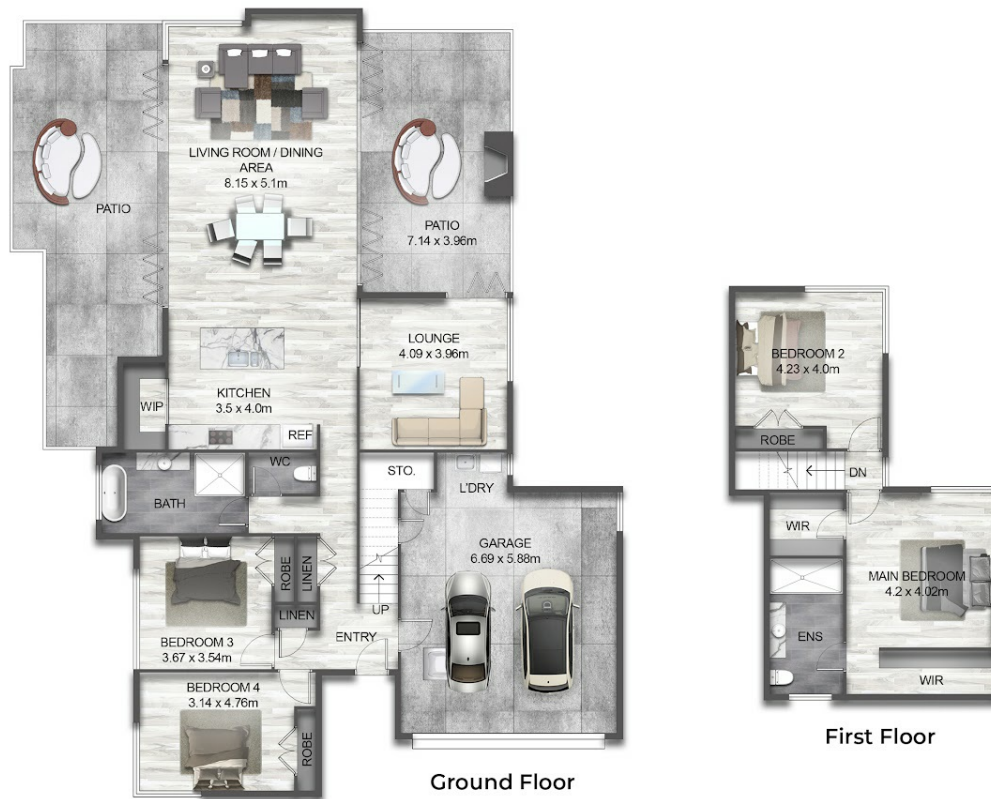 LIVING ROOM / DINING
AREA
8.15 x 5.1m
PATIO
PATIO
7.14 x 3.96m
LOUNGE
4.09 x 3.96m
KITCHEN
3.5 x 4.0m
WIP
REF
WC
BATH
STO.
L'DRY
GARAGE
6.69 x 5.88m
ROBE
LINEN
LINEN
UP
ENTRY
BEDROOM 3
3.67 x 3.54m
BEDROOM 4
3.14 x 4.76m
ROBE
Ground Floor
BEDROOM 2
4.23 x 4.0m
ROBE
DN
WIR
MAIN BEDROOM
4.2 x 4.02m
ENS
WIR
First Floor